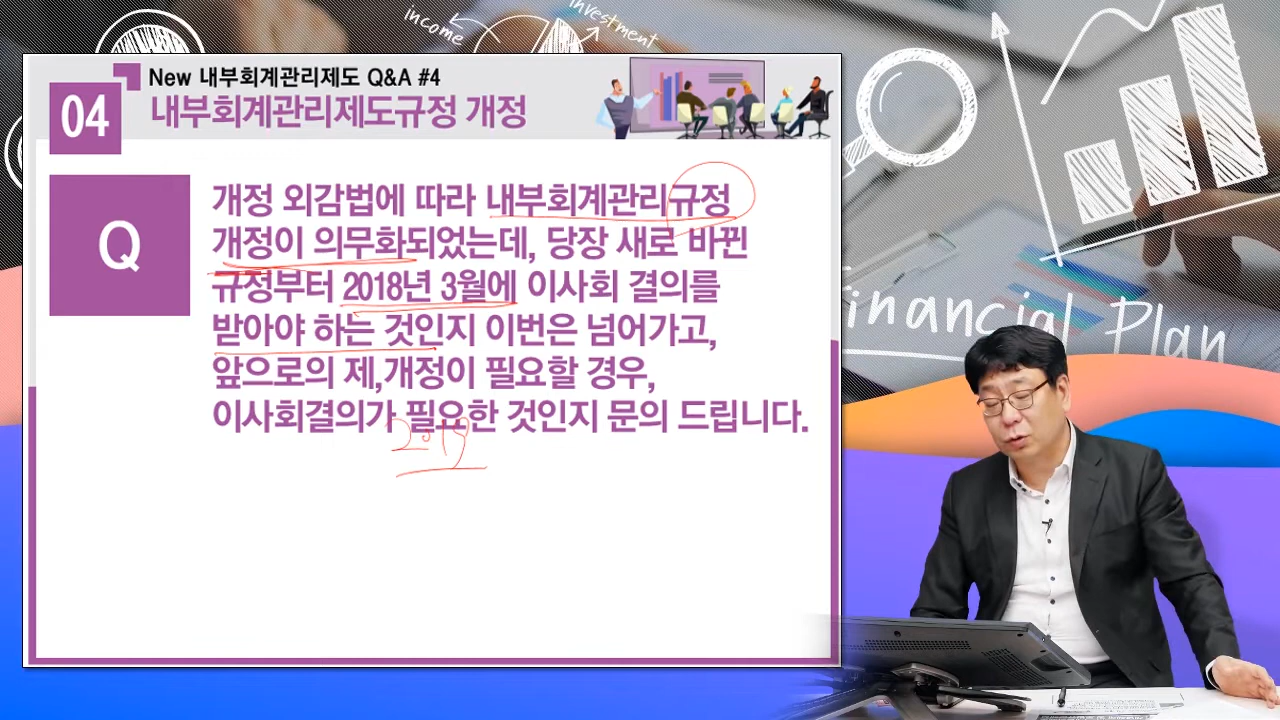 income
investment
New 내부회계관리제도 Q&A #4
04
내부회계관리제도규정 개정
Q
개정 외감법에 따라 내부회계관리규정
개정이 의무화되었는데, 당장 새로 바뀐
규정부터 2018년 3월에 이사회 결의를
받아야 하는 것인지 이번은 넘어가고,
앞으로의 제,개정이 필요할 경우,
이사회결의가 필요한 것인지 문의 드립니다.
2019
inancial Plan